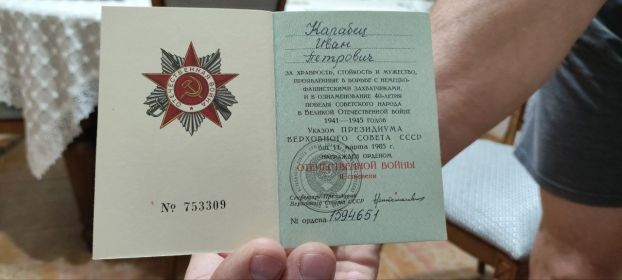 ОТЕЧЕСТВЕННАЯ ВОЙНА
№ 753309
Карабец
Иван
Петрович
ЗА ХРАБРОСТЬ, СТОЙКОСТЬ И МУЖЕСТВО,
ПРОЯВЛЕННЫЕ В БОРЬБЕ С НЕМЕЦКО-
ФАШИСТСКИМИ ЗАХВАТЧИКАМИ,
И В ОЗНАМЕНОВАНИЕ 40-ЛЕТИЯ
ПОБЕДЫ СОВЕТСКОГО НАРОДА
В ВЕЛИКОЙ ОТЕЧЕСТВЕННОЙ ВОЙНЕ
1941—1945 ГОДОВ
УКАЗОМ ПРЕЗИДИУМА
ВЕРХОВНОГО СОВЕТА СССР
от 11 марта 1985 г.
НАГРАЖДЕН ОРДЕНОМ
ОТЕЧЕСТВЕННОЙ ВОЙНЫ
II степени
Секретарь Президиума
Верховного Совета СССР
№ ордена 1594651